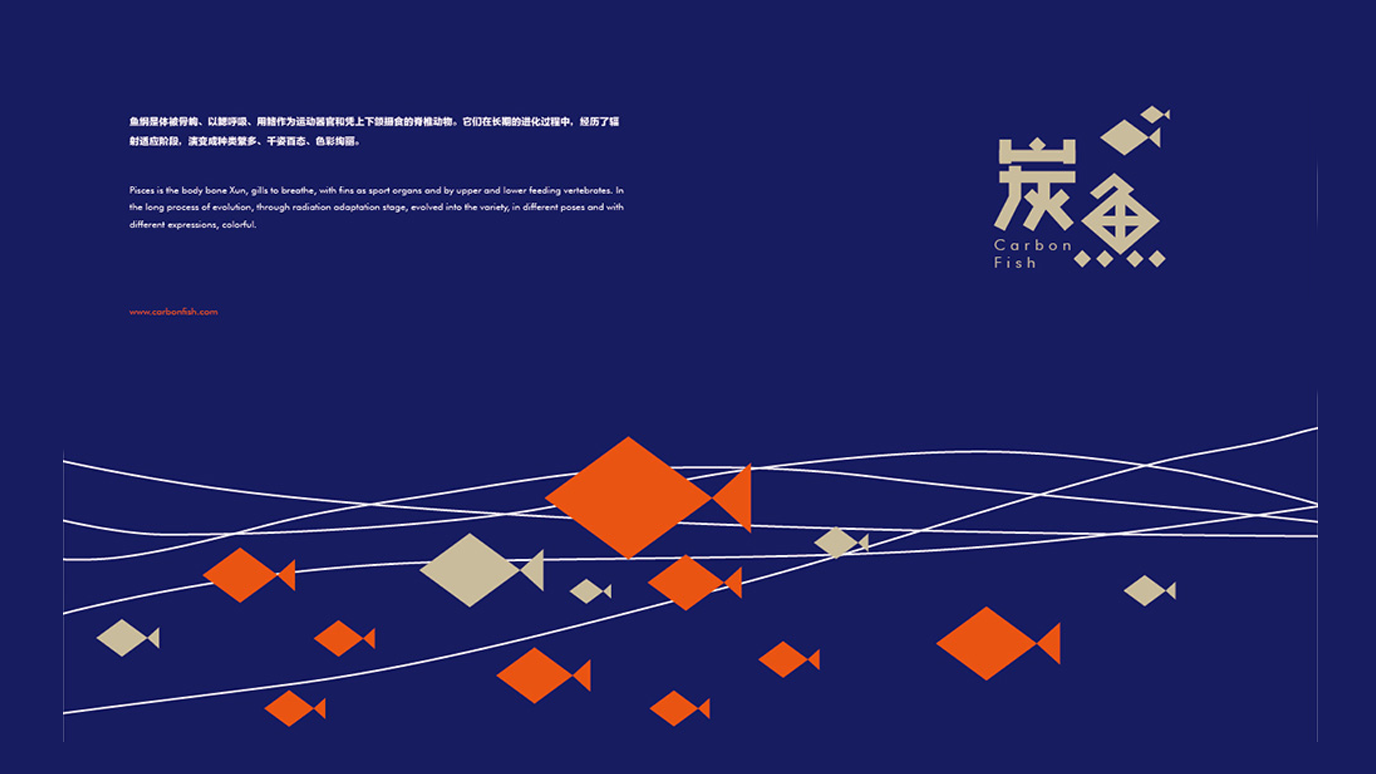 鱼纲是体被骨鳞、以鳃呼吸、用鳍作为运动器官和凭上下颌摄食的脊椎动物。它们在长期的进化过程中，经历了辐
射适应阶段，演变成种类繁多、千姿百态、色彩绚丽。
Pisces is the body bone Xun, gills to breathe, with fins as sport organs and by upper and lower feeding vertebrates. In
the long process of evolution, through radiation adaptation stage, evolved into the variety, in different poses and with
different expressions, colorful.
www.carbonfish.com
炭鱼
Carbon
Fish